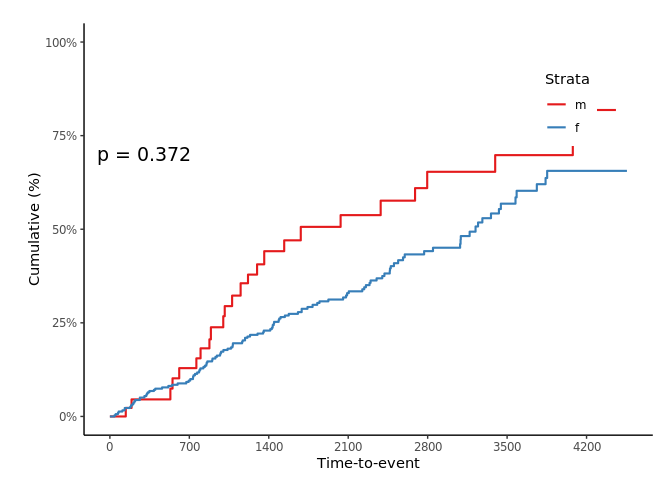 100%
Strata
m
f
75%
p = 0.372
Cumulative (%)
50%
25%
0%
0 700 1400 2100 2800 3500 4200
Time-to-event